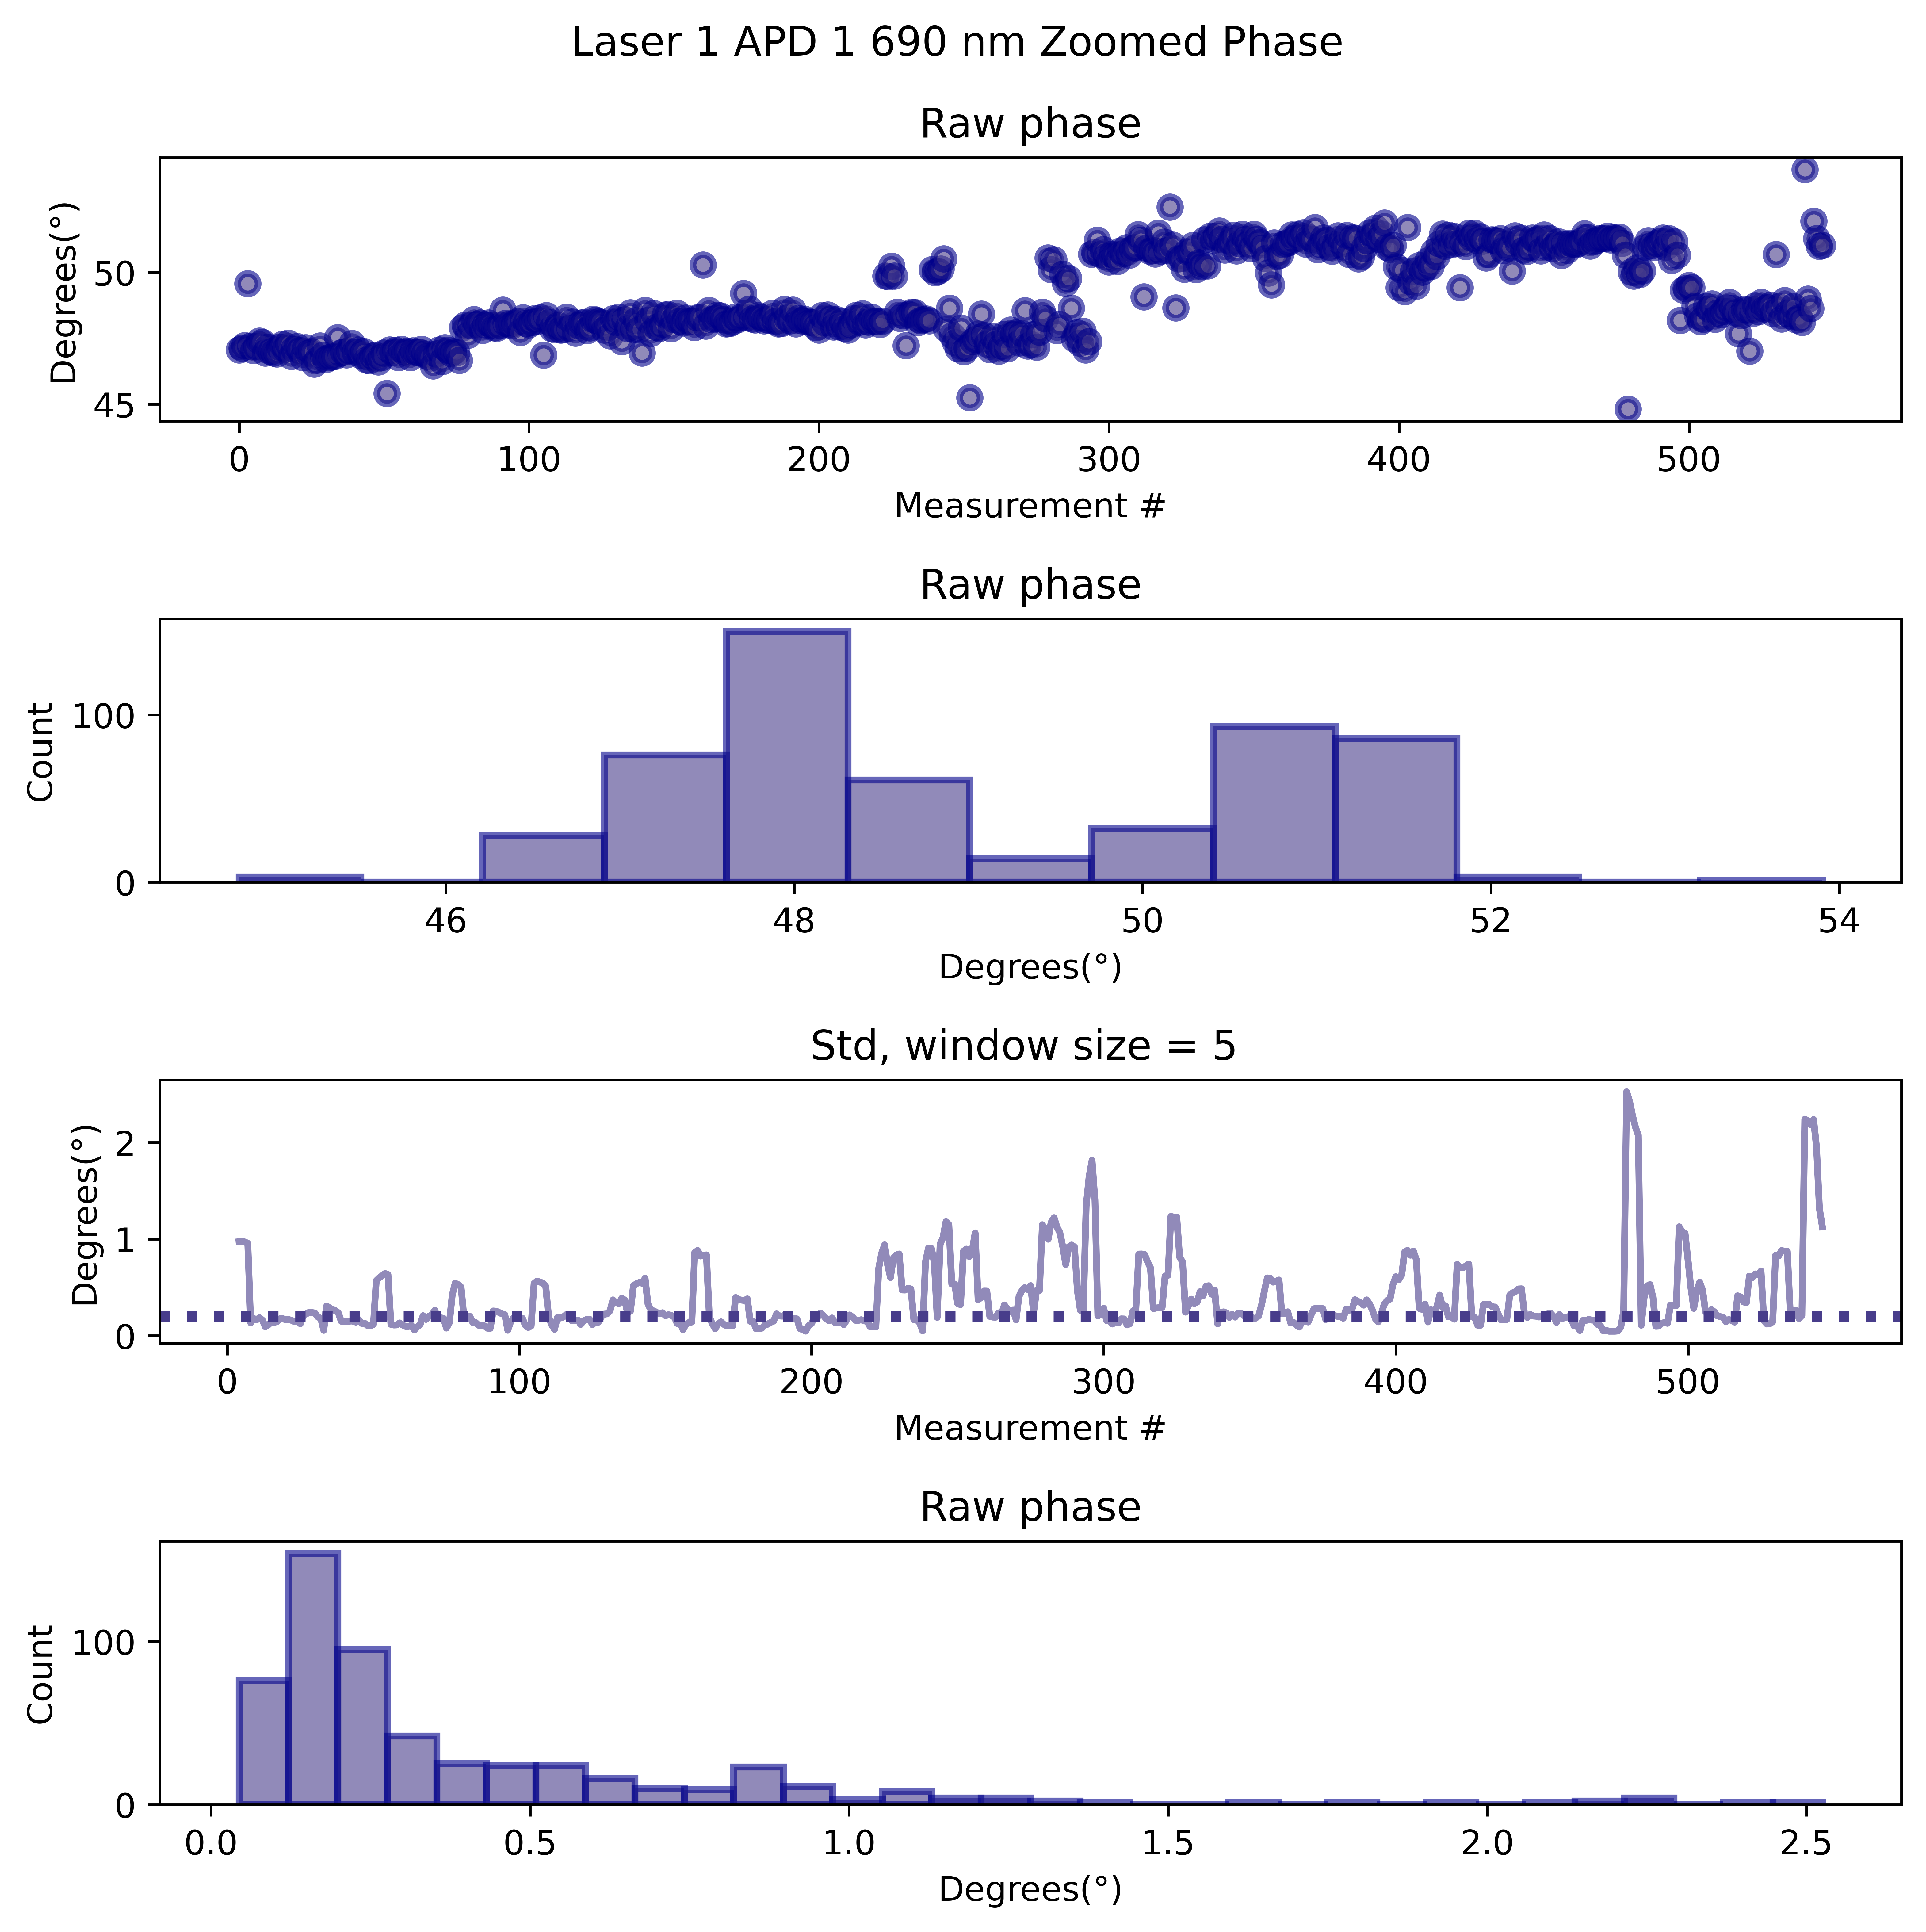 Laser 1 APD 1 690 nm Zoomed Phase
Raw phase
Degrees(°)
50
45
0 100 200 300 400 500
Measurement #
Raw phase
Count
100
0
46 48 50 52 54
Degrees(°)
Std, window size = 5
Degrees(°)
2
1
0
0 100 200 300 400 500
Measurement #
Raw phase
Count
100
0
0.0 0.5 1.0 1.5 2.0 2.5
Degrees(°)